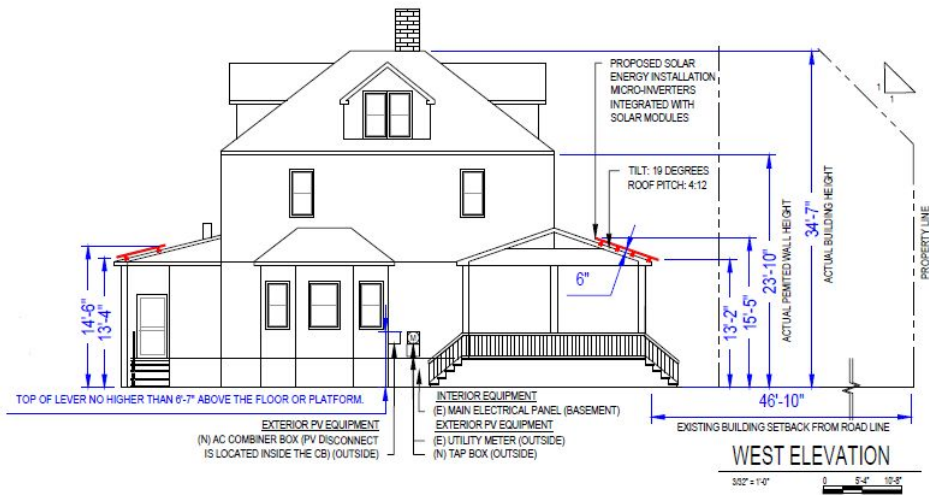 PROPOSED SOLAR
ENERGY INSTALLATION
MICRO-INVERTERS
INTEGRATED WITH
SOLAR MODULES
1
1
TILT: 19 DEGREES
ROOF PITCH: 4:12
34'-7"
ACTUAL BUILDING HEIGHT
ACTUAL PEMITED WALL HEIGHT
23'-10"
PROPERTY LINE
6"
14'-6"
13'-4"
13'-2"
15'-5"
M
TOP OF LEVER NO HIGHER THAN 6'-7" ABOVE THE FLOOR OR PLATFORM.
INTERIOR EQUIPMENT
(E) MAIN ELECTRICAL PANEL (BASEMENT)
EXTERIOR PV EQUIPMENT
(E) UTILITY METER (OUTSIDE)
(N) TAP BOX (OUTSIDE)
EXTERIOR PV EQUIPMENT
(N) AC COMBINER BOX (PV DISCONNECT
IS LOCATED INSIDE THE CB) (OUTSIDE)
46'-10"
EXISTING BUILDING SETBACK FROM ROAD LINE
WEST ELEVATION
3/32" = 1'-0"
0 5'-4" 10'-8"